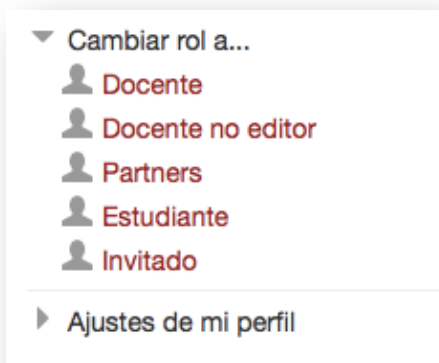 Cambiar rol a...
Docente
Docente no editor
Partners
Estudiante
Invitado
Ajustes de mi perfil